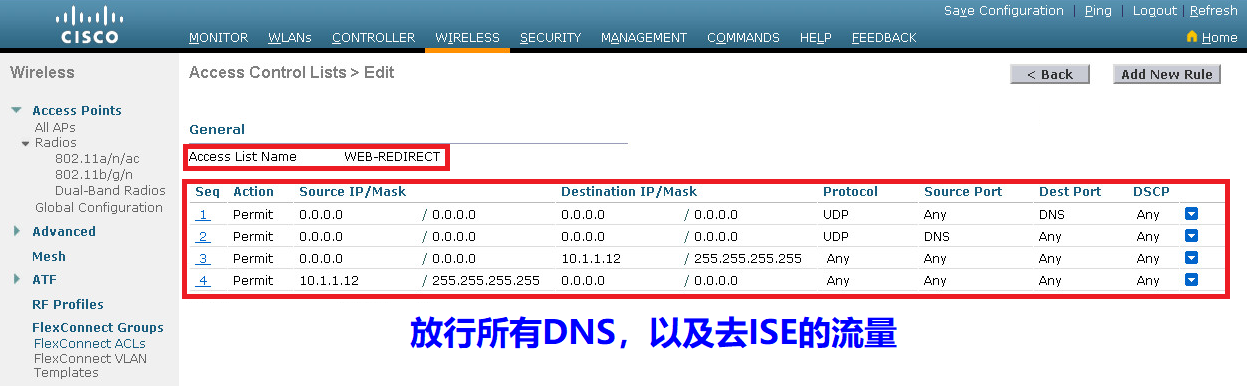 Save Configuration | Ping | Logout | Refresh
CISCO
MONITOR WLANs CONTROLLER WIRELESS SECURITY MANAGEMENT COMMANDS HELP FEEDBACK Home
Wireless
Access Points
All APs
Radios
802.11a/n/ac
802.11b/g/n
Dual-Band Radios
Global Configuration
Advanced
Mesh
ATF
RF Profiles
FlexConnect Groups
FlexConnect ACLs
FlexConnect VLAN
Templates
Access Control Lists > Edit
< Back Add New Rule
General
Access List Name WEB-REDIRECT
Seq Action Source IP/Mask Destination IP/Mask Protocol Source Port Dest Port DSCP
1 Permit 0.0.0.0 / 0.0.0.0 0.0.0.0 / 0.0.0.0 UDP Any DNS Any
2 Permit 0.0.0.0 / 0.0.0.0 0.0.0.0 / 0.0.0.0 UDP DNS Any Any
3 Permit 0.0.0.0 / 0.0.0.0 10.1.1.12 / 255.255.255.255 Any Any Any Any
4 Permit 10.1.1.12 / 255.255.255.255 0.0.0.0 / 0.0.0.0 Any Any Any Any
放行所有DNS，以及去ISE的流量